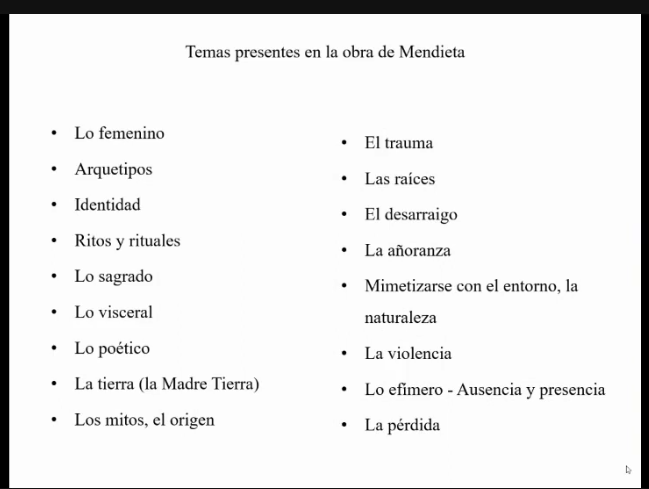 Temas presentes en la obra de Mendieta
• Lo femenino
• Arquetipos
• Identidad
• Ritos y rituales
• Lo sagrado
• Lo visceral
• Lo poético
• La tierra (la Madre Tierra)
• Los mitos, el origen
• El trauma
• Las raíces
• El desarraigo
• La añoranza
• Mimetizarse con el entorno, la
naturaleza
• La violencia
• Lo efímero - Ausencia y presencia
• La pérdida